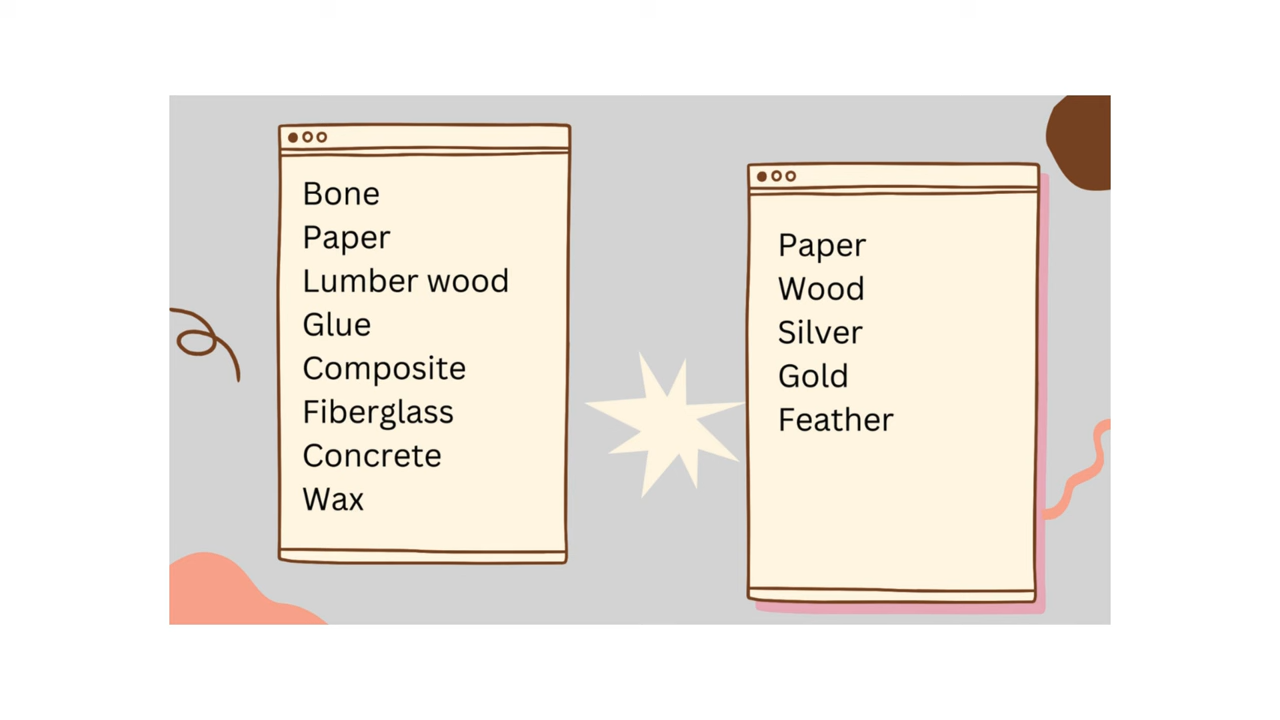 Bone
Paper
Lumber wood
Glue
Composite
Fiberglass
Concrete
Wax
Paper
Wood
Silver
Gold
Feather